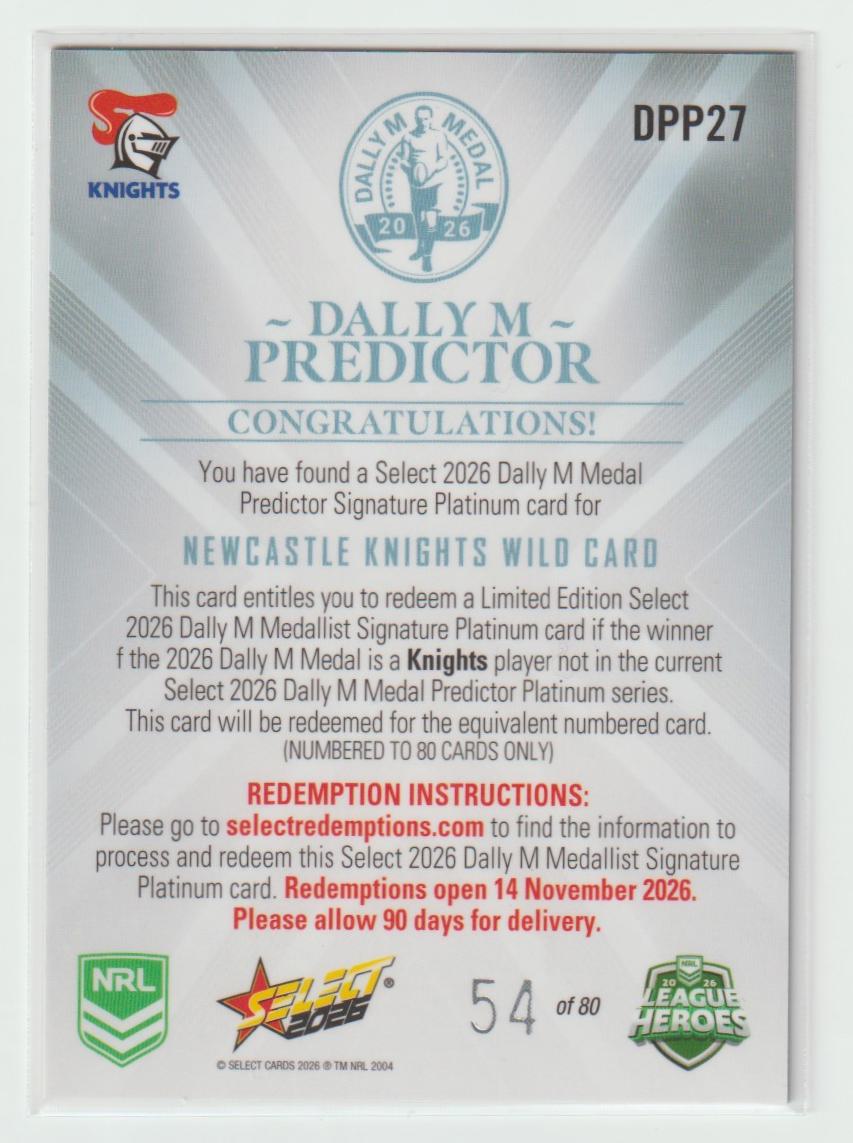 KNIGHTS
DALLY M MEDAL
2026
DPP27
~ DALLY M ~
PREDICTOR
CONGRATULATIONS!
You have found a Select 2026 Dally M Medal
Predictor Signature Platinum card for
NEWCASTLE KNIGHTS WILD CARD
This card entitles you to redeem a Limited Edition Select
2026 Dally M Medallist Signature Platinum card if the winner
f the 2026 Dally M Medal is a Knights player not in the current
Select 2026 Dally M Medal Predictor Platinum series.
This card will be redeemed for the equivalent numbered card.
(NUMBERED TO 80 CARDS ONLY)
REDEMPTION INSTRUCTIONS:
Please go to selectredemptions.com to find the information to
process and redeem this Select 2026 Dally M Medallist Signature
Platinum card. Redemptions open 14 November 2026.
Please allow 90 days for delivery.
NRL
SELECT®
2026
54 of 80
NRL
20 26
LEAGUE
HEROES
© SELECT CARDS 2026 ® TM NRL 2004